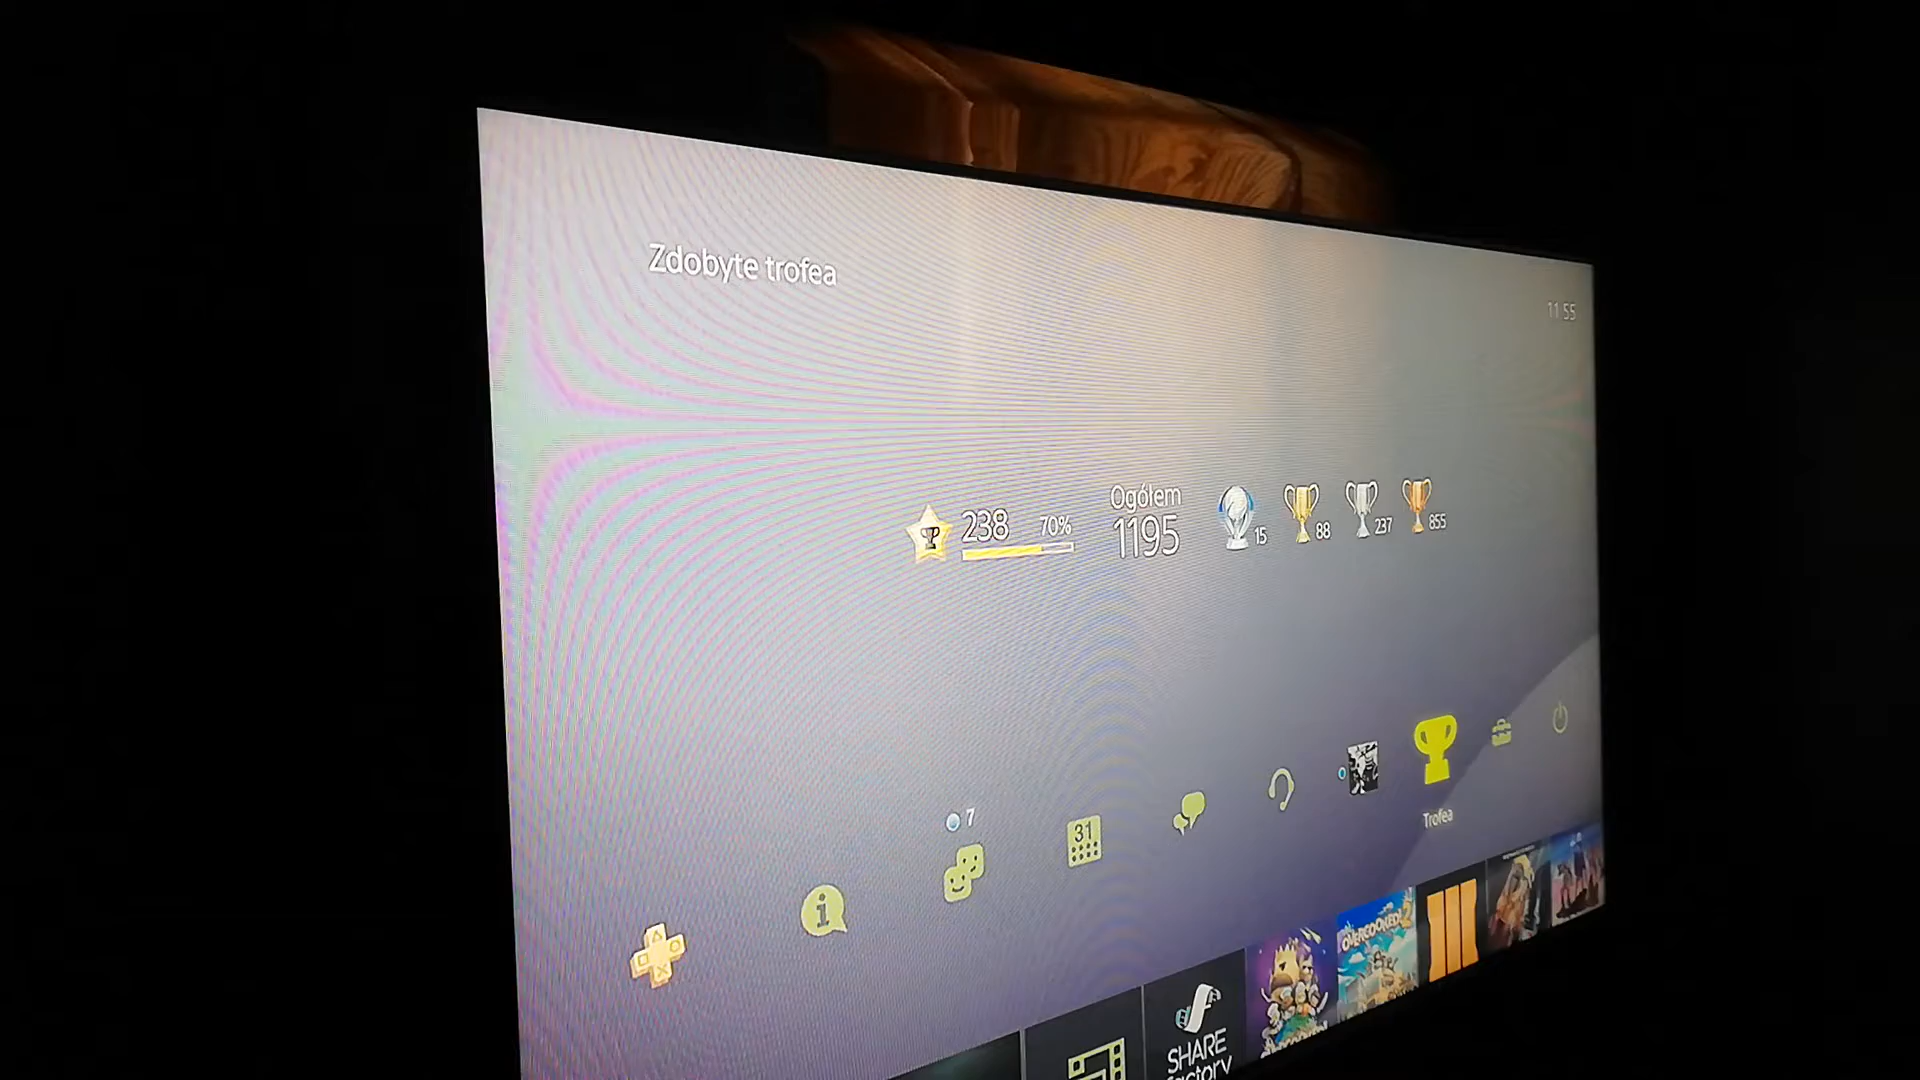 Zdobyte trofea
11 55
238 70%
Ogółem
1195
15 88 237 855
7
31
Trofea
OVERCOOKED! 2
SHARE
factory